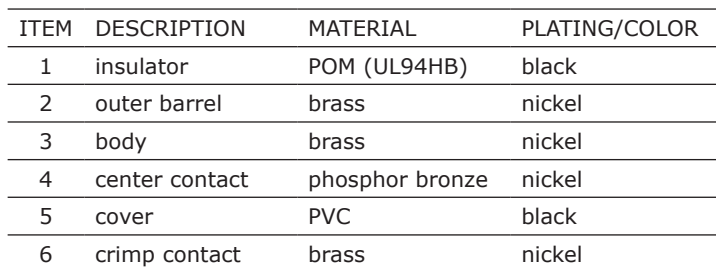 ITEM DESCRIPTION MATERIAL PLATING/COLOR
1 insulator POM (UL94HB) black
2 outer barrel brass nickel
3 body brass nickel
4 center contact phosphor bronze nickel
5 cover PVC black
6 crimp contact brass nickel